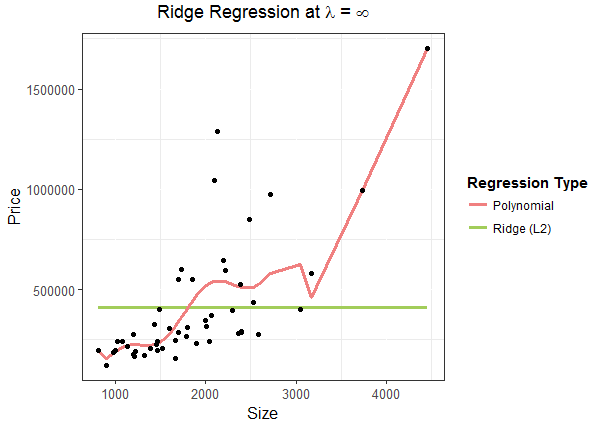 Ridge Regression at λ = ∞
Price
1500000
1000000
500000
1000
2000
3000
4000
Size
Regression Type
Polynomial
Ridge (L2)